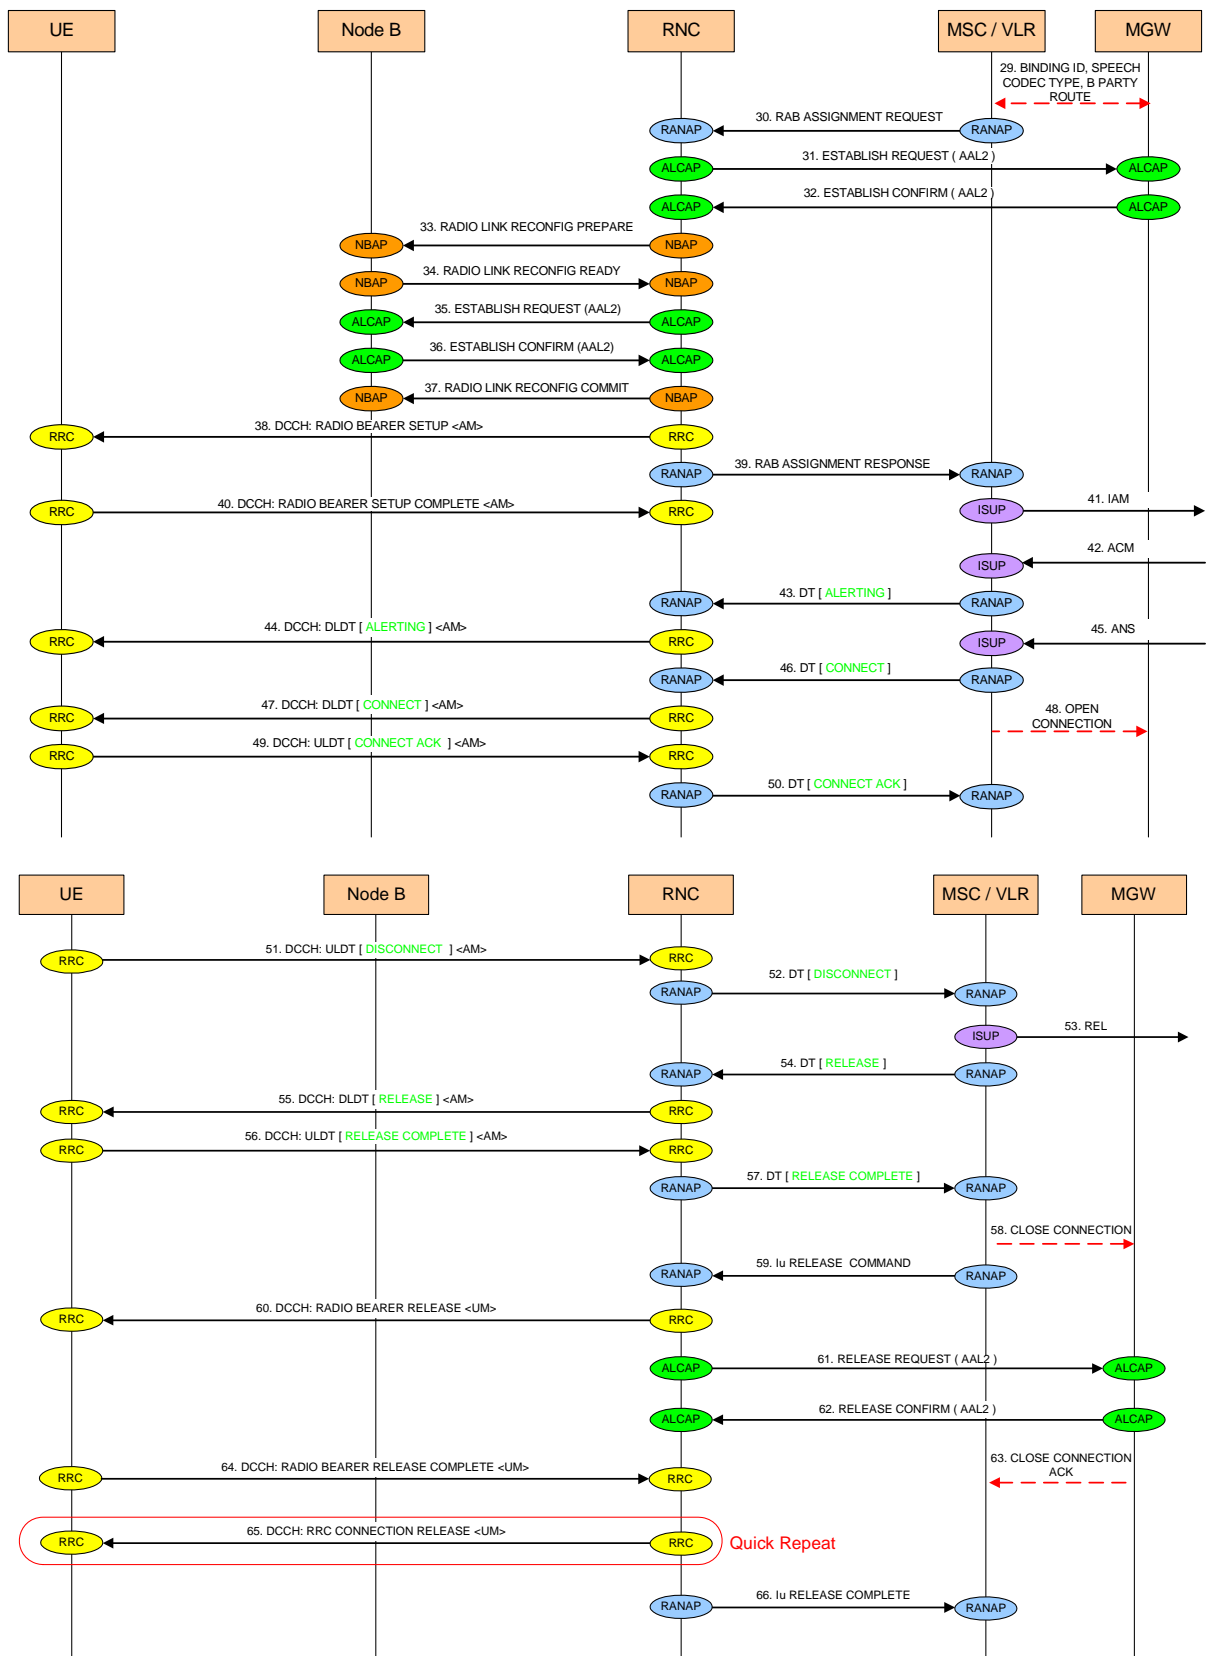 UE
Node B
RNC
MSC / VLR
MGW
29. BINDING ID, SPEECH
CODEC TYPE, B PARTY
ROUTE
30. RAB ASSIGNMENT REQUEST
RANAP
RANAP
31. ESTABLISH REQUEST ( AAL2 )
ALCAP
ALCAP
32. ESTABLISH CONFIRM ( AAL2 )
ALCAP
ALCAP
33. RADIO LINK RECONFIG PREPARE
NBAP
NBAP
34. RADIO LINK RECONFIG READY
NBAP
NBAP
35. ESTABLISH REQUEST (AAL2)
ALCAP
ALCAP
36. ESTABLISH CONFIRM (AAL2)
ALCAP
ALCAP
37. RADIO LINK RECONFIG COMMIT
NBAP
NBAP
38. DCCH: RADIO BEARER SETUP <AM>
RRC
RRC
39. RAB ASSIGNMENT RESPONSE
RANAP
RANAP
40. DCCH: RADIO BEARER SETUP COMPLETE <AM>
RRC
RRC
41. IAM
ISUP
42. ACM
ISUP
43. DT [ ALERTING ]
RANAP
RANAP
44. DCCH: DLDT [ ALERTING ] <AM>
RRC
RRC
45. ANS
ISUP
46. DT [ CONNECT ]
RANAP
RANAP
47. DCCH: DLDT [ CONNECT ] <AM>
RRC
RRC
48. OPEN
CONNECTION
49. DCCH: ULDT [ CONNECT ACK ] <AM>
RRC
RRC
50. DT [ CONNECT ACK ]
RANAP
RANAP
UE
Node B
RNC
MSC / VLR
MGW
51. DCCH: ULDT [ DISCONNECT ] <AM>
RRC
RRC
52. DT [ DISCONNECT ]
RANAP
RANAP
53. REL
ISUP
54. DT [ RELEASE ]
RANAP
RANAP
55. DCCH: DLDT [ RELEASE ] <AM>
RRC
RRC
56. DCCH: ULDT [ RELEASE COMPLETE ] <AM>
RRC
RRC
57. DT [ RELEASE COMPLETE ]
RANAP
RANAP
58. CLOSE CONNECTION
59. Iu RELEASE COMMAND
RANAP
RANAP
60. DCCH: RADIO BEARER RELEASE <UM>
RRC
RRC
61. RELEASE REQUEST ( AAL2 )
ALCAP
ALCAP
62. RELEASE CONFIRM ( AAL2 )
ALCAP
ALCAP
63. CLOSE CONNECTION
ACK
64. DCCH: RADIO BEARER RELEASE COMPLETE <UM>
RRC
RRC
65. DCCH: RRC CONNECTION RELEASE <UM>
RRC
RRC
Quick Repeat
66. Iu RELEASE COMPLETE
RANAP
RANAP